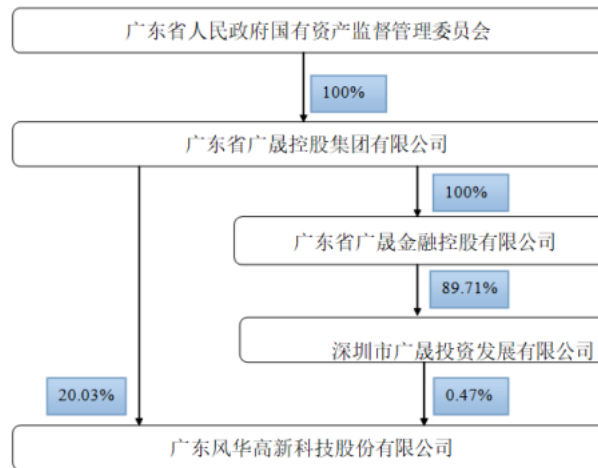 广东省人民政府国有资产监督管理委员会
100%
广东省广晟控股集团有限公司
100%
广东省广晟金融控股有限公司
89.71%
深圳市广晟投资发展有限公司
20.03%
0.47%
广东风华高新科技股份有限公司